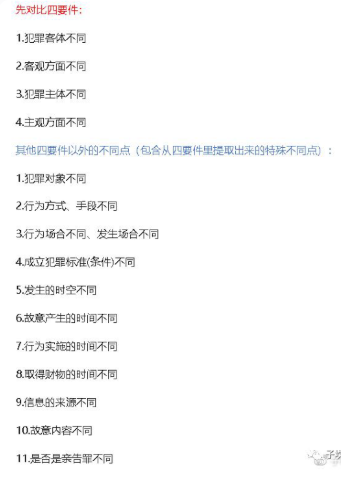 先对比四要件：
1.犯罪客体不同
2.客观方面不同
3.犯罪主体不同
4.主观方面不同
其他四要件以外的不同点（包含从四要件里提取出来的特殊不同点）：
1.犯罪对象不同
2.行为方式、手段不同
3.行为场合不同、发生场合不同
4.成立犯罪标准(条件)不同
5.发生的时空不同
6.故意产生的时间不同
7.行为实施的时间不同
8.取得财物的时间不同
9.信息的来源不同
10.故意内容不同
11.是否是亲告罪不同